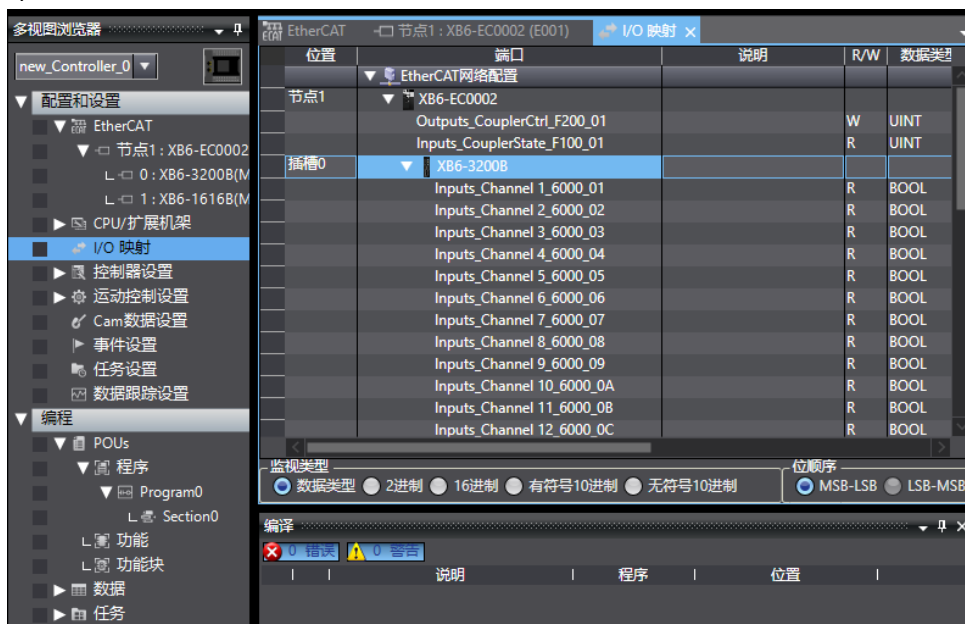 多视图浏览器
new_Controller_0
配置和设置
EtherCAT
节点1 : XB6-EC0002
0 : XB6-3200B(M
1 : XB6-1616B(M
CPU/扩展机架
I/O 映射
控制器设置
运动控制设置
Cam数据设置
事件设置
任务设置
数据跟踪设置
编程
POUs
程序
Program0
Section0
功能
功能块
数据
任务
EtherCAT 节点1 : XB6-EC0002 (E001) I/O 映射
位置 端口 说明 R/W 数据类型
EtherCAT网络配置
节点1 XB6-EC0002
Outputs_CouplerCtrl_F200_01 W UINT
Inputs_CouplerState_F100_01 R UINT
插槽0 XB6-3200B
Inputs_Channel 1_6000_01 R BOOL
Inputs_Channel 2_6000_02 R BOOL
Inputs_Channel 3_6000_03 R BOOL
Inputs_Channel 4_6000_04 R BOOL
Inputs_Channel 5_6000_05 R BOOL
Inputs_Channel 6_6000_06 R BOOL
Inputs_Channel 7_6000_07 R BOOL
Inputs_Channel 8_6000_08 R BOOL
Inputs_Channel 9_6000_09 R BOOL
Inputs_Channel 10_6000_0A R BOOL
Inputs_Channel 11_6000_0B R BOOL
Inputs_Channel 12_6000_0C R BOOL
监视类型 位顺序
数据类型 2进制 16进制 有符号10进制 无符号10进制 MSB-LSB LSB-MSB
编译
0 错误 0 警告
说明 程序 位置